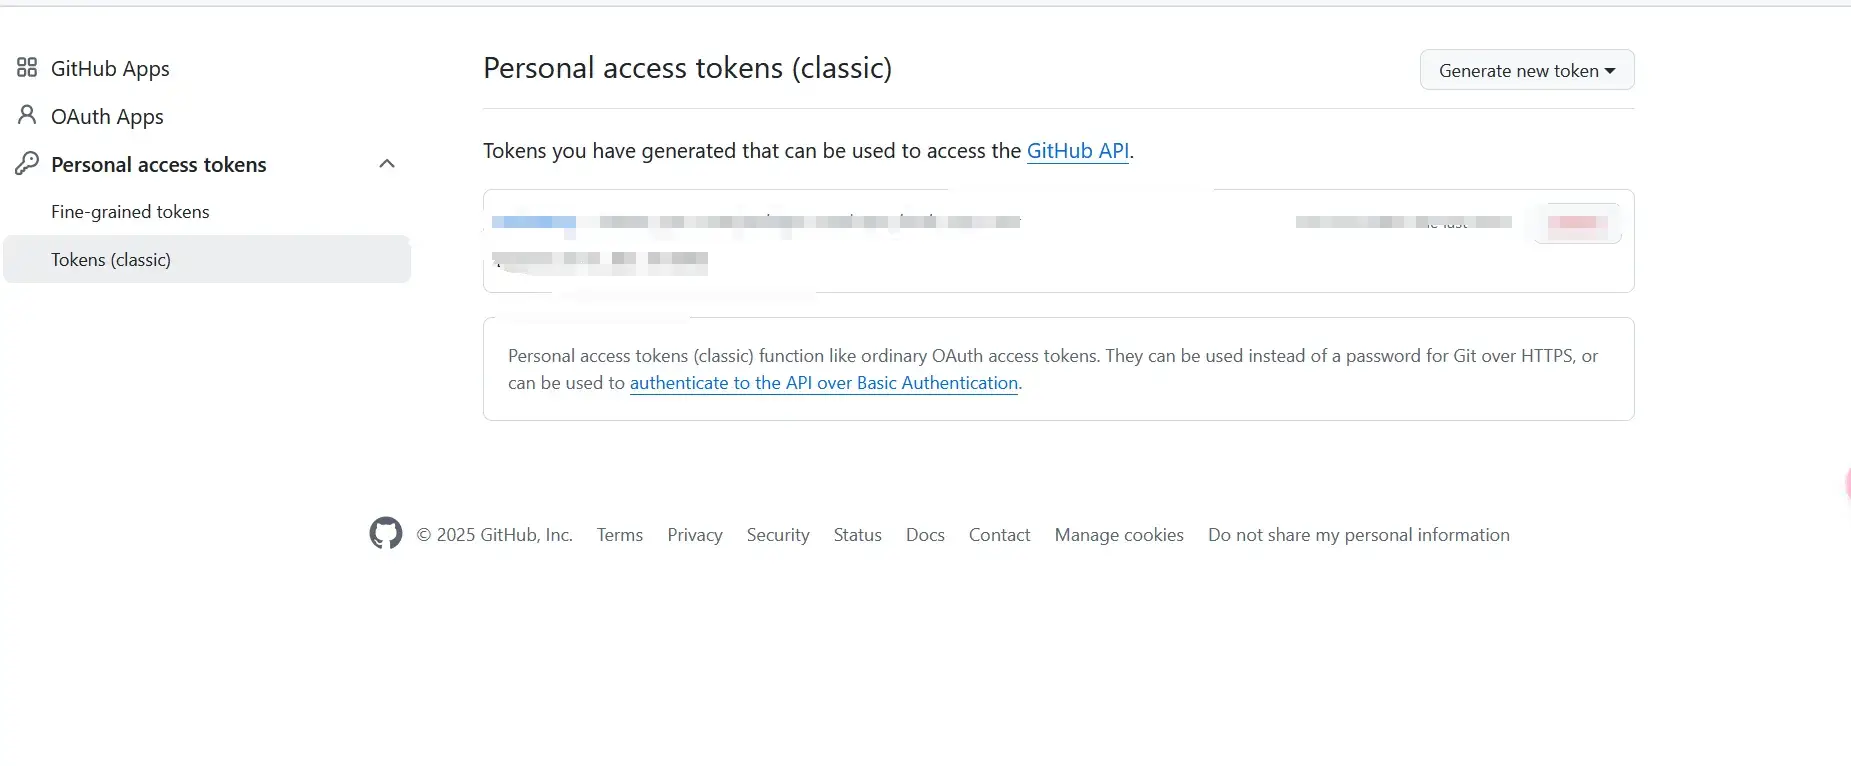 GitHub Apps
OAuth Apps
Personal access tokens
Fine-grained tokens
Tokens (classic)
Personal access tokens (classic)
Generate new token
Tokens you have generated that can be used to access the GitHub API.
Personal access tokens (classic) function like ordinary OAuth access tokens. They can be used instead of a password for Git over HTTPS, or
can be used to authenticate to the API over Basic Authentication.
© 2025 GitHub, Inc. Terms Privacy Security Status Docs Contact Manage cookies Do not share my personal information